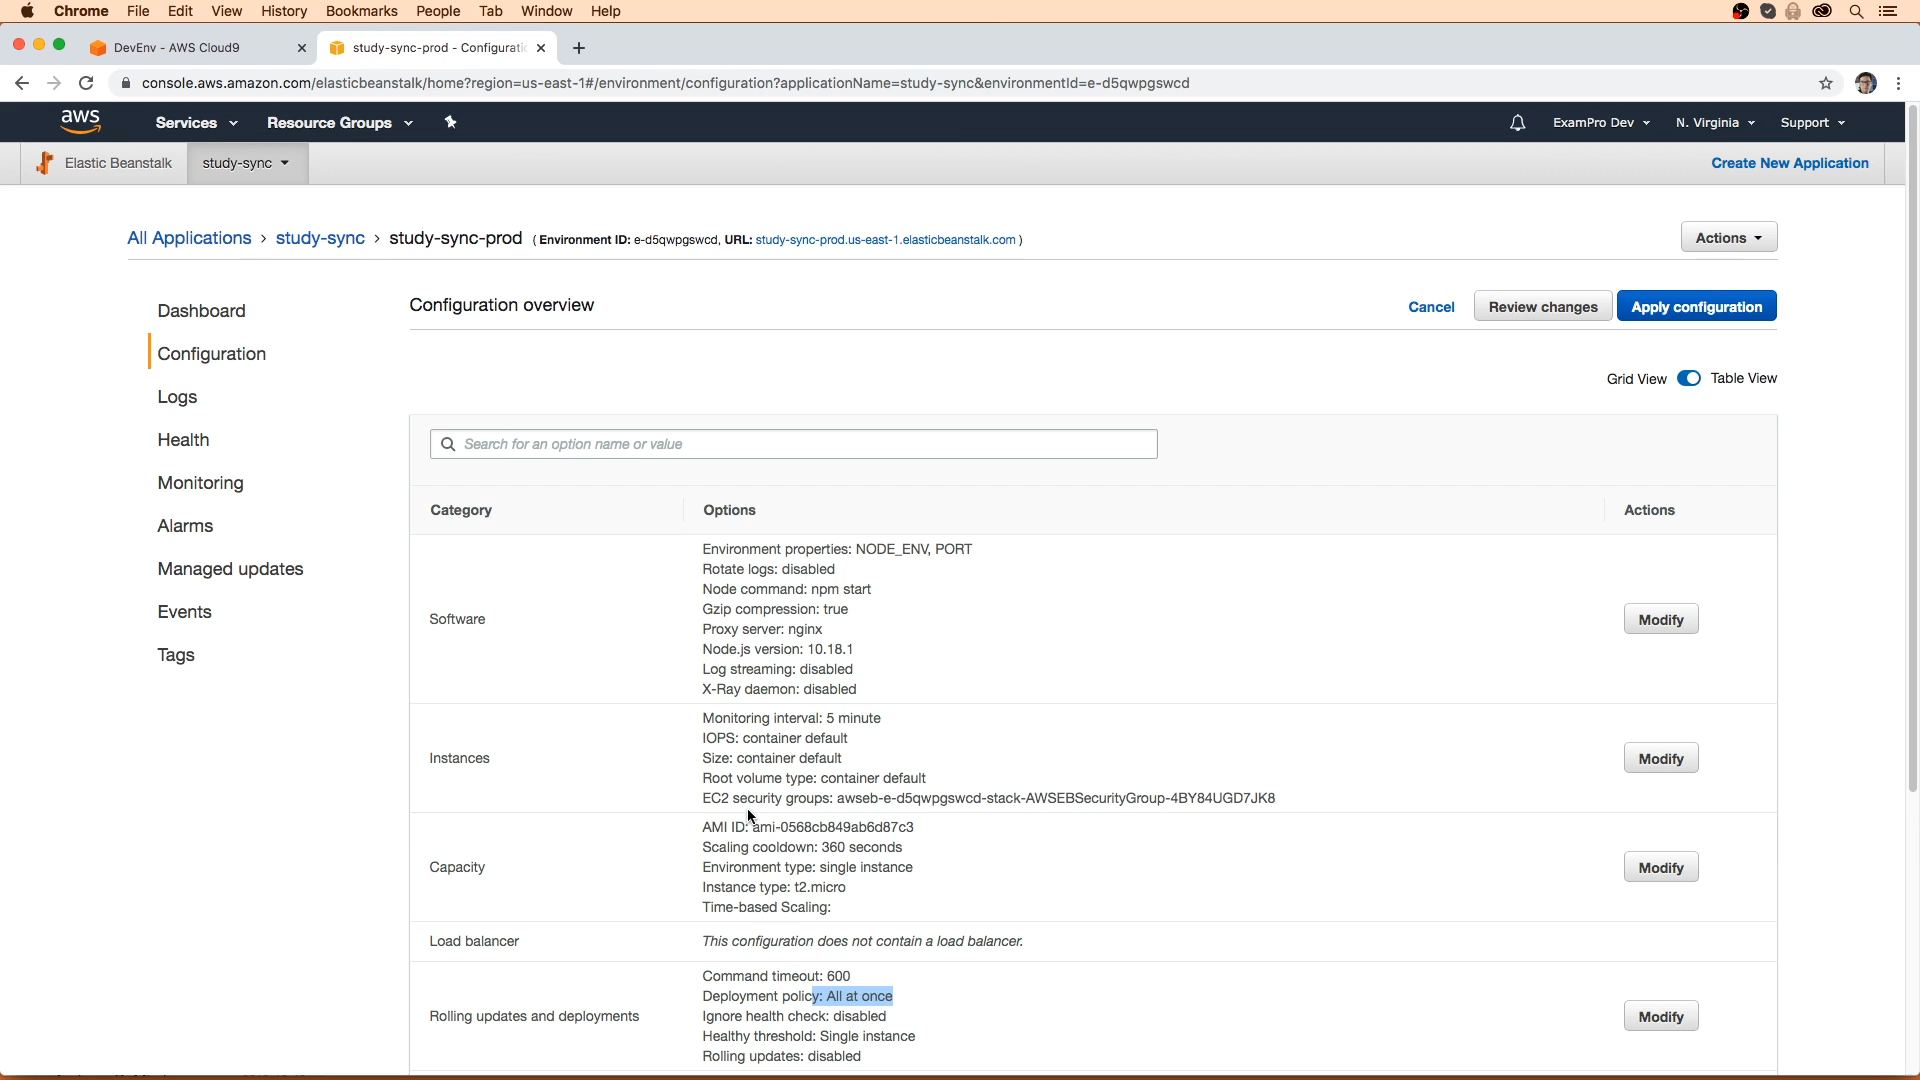 Chrome File Edit View History Bookmarks People Tab Window Help
DevEnv - AWS Cloud9
study-sync-prod - Configurati
console.aws.amazon.com/elasticbeanstalk/home?region=us-east-1#/environment/configuration?applicationName=study-sync&environmentId=e-d5qwpgswcd
aws Services Resource Groups ExamPro Dev N. Virginia Support
Elastic Beanstalk study-sync Create New Application
All Applications > study-sync > study-sync-prod ( Environment ID: e-d5qwpgswcd, URL: study-sync-prod.us-east-1.elasticbeanstalk.com )
Actions
Dashboard
Configuration
Logs
Health
Monitoring
Alarms
Managed updates
Events
Tags
Configuration overview
Cancel Review changes Apply configuration
Grid View Table View
Search for an option name or value
Category Options Actions
Software
Environment properties: NODE_ENV, PORT
Rotate logs: disabled
Node command: npm start
Gzip compression: true
Proxy server: nginx
Node.js version: 10.18.1
Log streaming: disabled
X-Ray daemon: disabled
Modify
Instances
Monitoring interval: 5 minute
IOPS: container default
Size: container default
Root volume type: container default
EC2 security groups: awseb-e-d5qwpgswcd-stack-AWSEBSecurityGroup-4BY84UGD7JK8
Modify
Capacity
AMI ID: ami-0568cb849ab6d87c3
Scaling cooldown: 360 seconds
Environment type: single instance
Instance type: t2.micro
Time-based Scaling:
Modify
Load balancer
This configuration does not contain a load balancer.
Rolling updates and deployments
Command timeout: 600
Deployment policy: All at once
Ignore health check: disabled
Healthy threshold: Single instance
Rolling updates: disabled
Modify